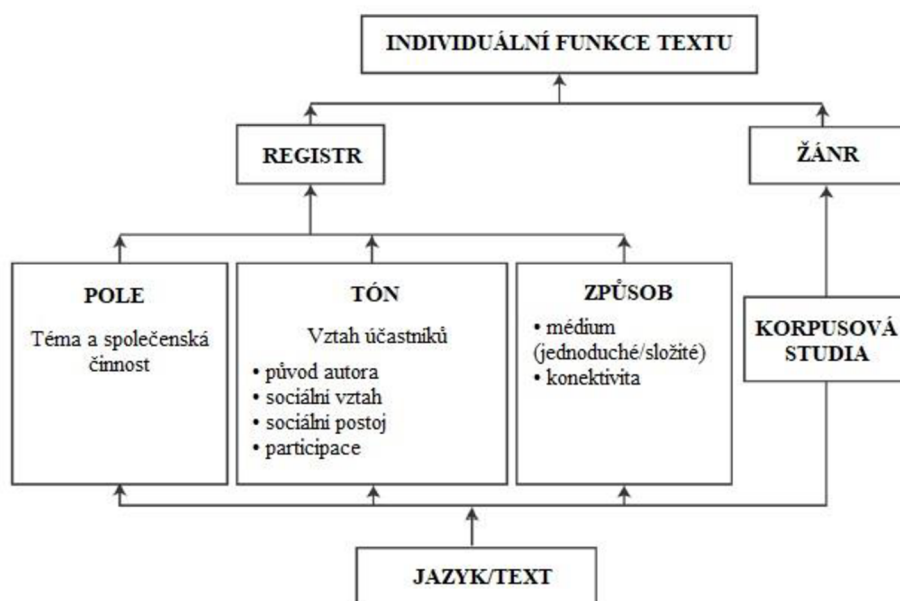 INDIVIDUÁLNÍ FUNKCE TEXTU
REGISTR
ŽÁNR
POLE
Téma a společenská
činnost
TÓN
Vztah účastníků
• původ autora
• sociální vztah
• sociální postoj
• participace
ZPŮSOB
• médium
(jednoduché/složité)
• konektivita
KORPUSOVÁ
STUDIA
JAZYK/TEXT